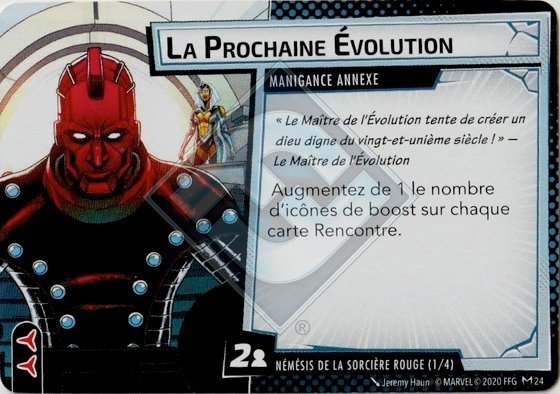 La Prochaine Évolution
MANIGANCE ANNEXE
« Le Maître de l'Évolution tente de créer un
dieu digne du vingt-et-unième siècle ! » —
Le Maître de l'Évolution
Augmentez de 1 le nombre
d'icônes de boost sur chaque
carte Rencontre.
®
2
NÉMÉSIS DE LA SORCIÈRE ROUGE (1/4)
Jeremy Haun © MARVEL © 2020 FFG 24